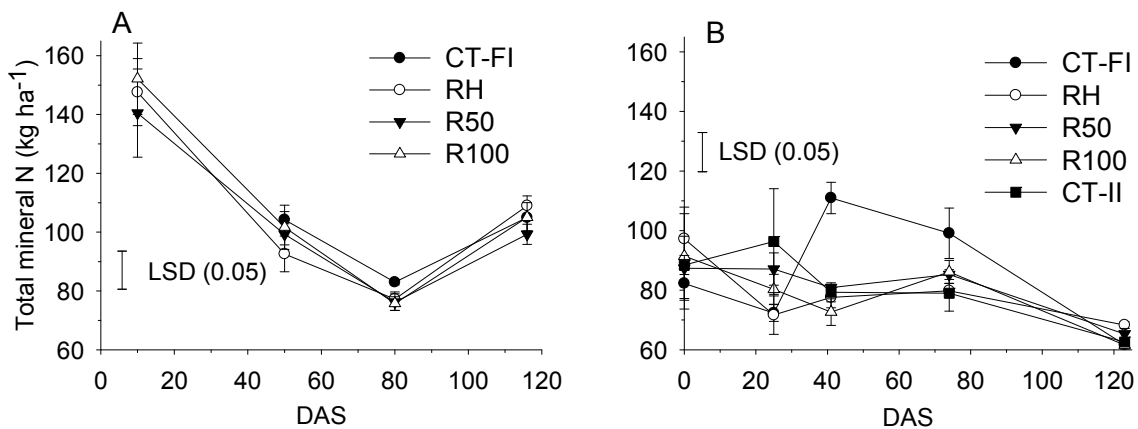 A
Total mineral N (kg ha⁻¹)
160
140
120
100
80
60
CT-FI
RH
R50
R100
LSD (0.05)
0 20 40 60 80 100 120
DAS
B
160
140
120
100
80
60
CT-FI
RH
R50
R100
CT-II
LSD (0.05)
0 20 40 60 80 100 120
DAS